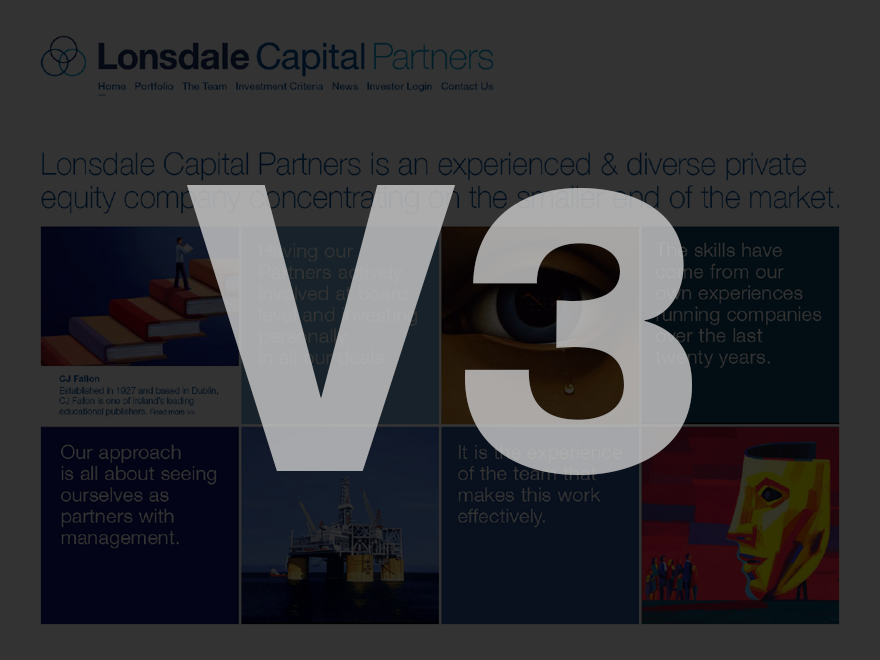 Lonsdale Capital Partners
Home Portfolio The Team Investment Criteria News Investor Login Contact Us
Lonsdale Capital Partners is an experienced & diverse private
equity company concentrating on the smaller end of the market.
V3
Having our
Partners actively
involved at board
level and investing
personally
in all our deals.
The skills have
come from our
own experiences
running companies
over the last
twenty years.
CJ Fallon
Established in 1927 and based in Dublin,
CJ Fallon is one of Ireland's leading
educational publishers. Read more >>
Our approach
is all about seeing
ourselves as
partners with
management.
It is the experience
of the team that
makes this work
effectively.